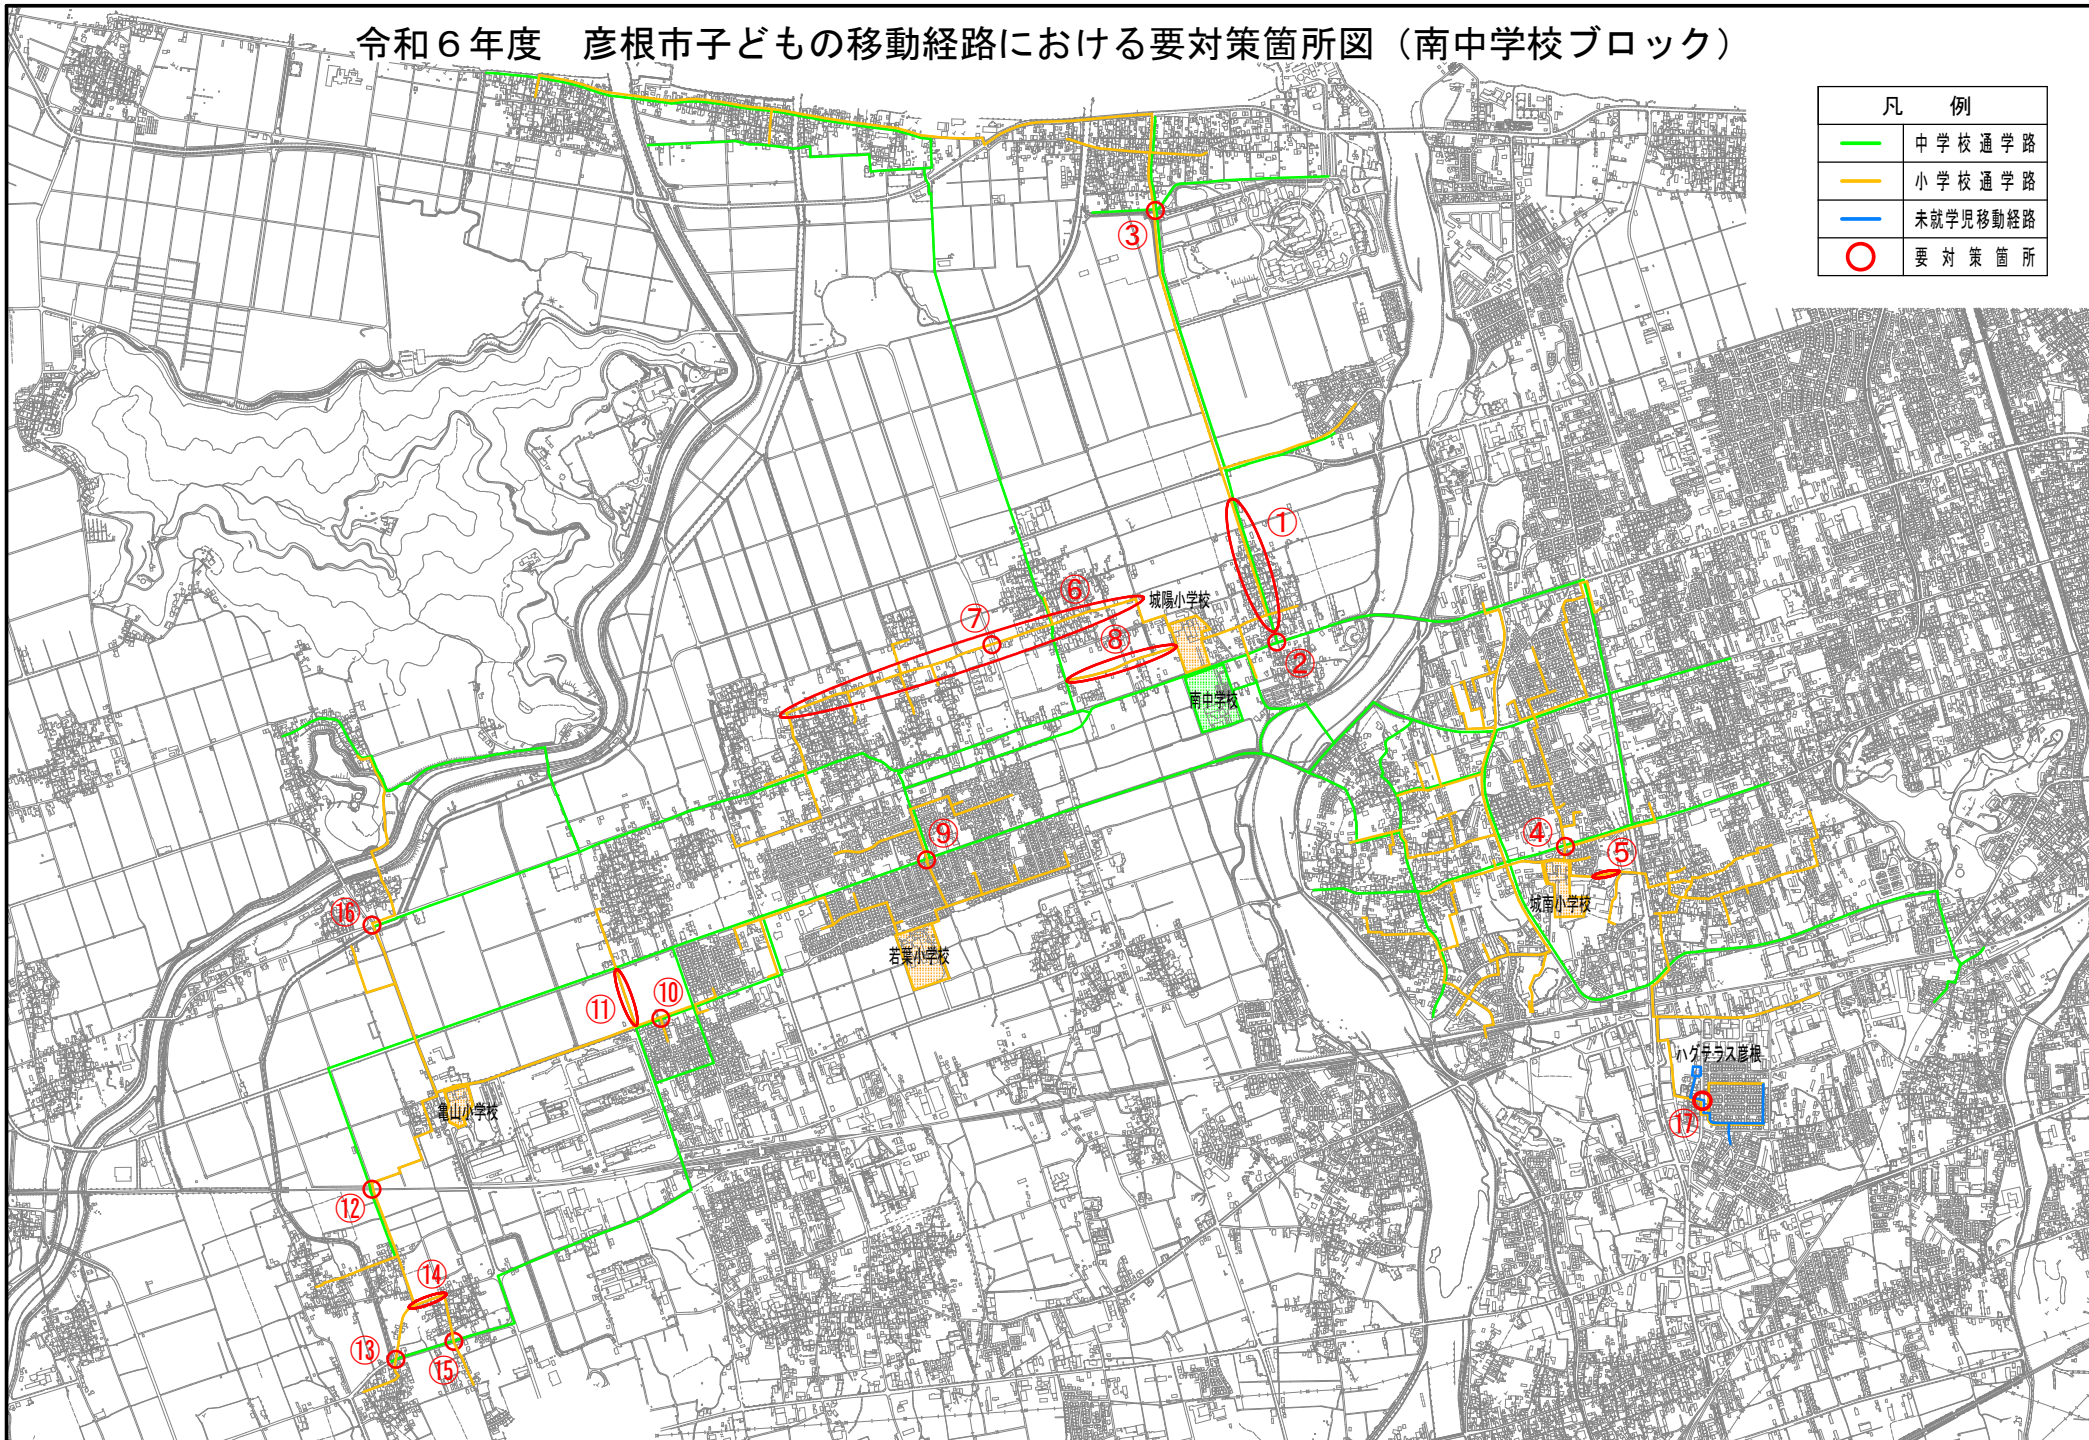 令和６年度　彦根市子どもの移動経路における要対策箇所図（南中学校ブロック）
凡　例
中学校通学路
小学校通学路
未就学児移動経路
要対策箇所
③
①
⑥
城陽小学校
⑦
⑧
②
南中学校
④
⑨
⑤
城南小学校
⑯
若葉小学校
⑩
⑪
ハグテラス彦根
亀山小学校
⑰
⑫
⑭
⑬
⑮